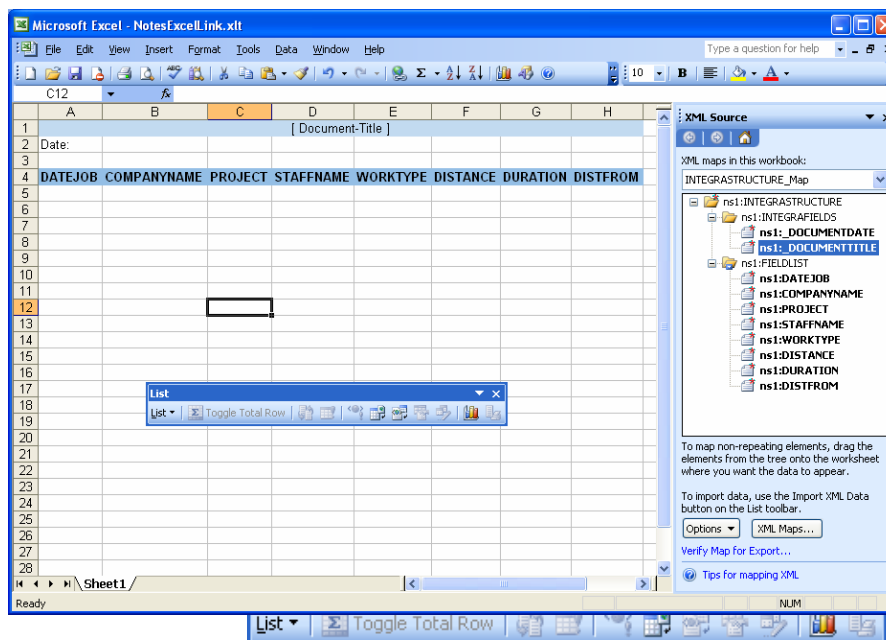 Microsoft Excel - NotesExcelLink.xlt
File Edit View Insert Format Tools Data Window Help Type a question for help
10 B A
C12 fx
A B C D E F G H
1 [ Document-Title ]
2 Date:
3
4 DATEJOB COMPANYNAME PROJECT STAFFNAME WORKTYPE DISTANCE DURATION DISTFROM
5
6
7
8
9
10
11
12
13
14
15
16
17
18
19
20
21
22
23
24
25
26
27
28
List
List Toggle Total Row
Sheet1
Ready NUM
XML Source
XML maps in this workbook:
INTEGRASTRUCTURE_Map
ns1:INTEGRASTRUCTURE
ns1:INTEGRAFIELDS
ns1:_DOCUMENTDATE
ns1:_DOCUMENTTITLE
ns1:FIELDLIST
ns1:DATEJOB
ns1:COMPANYNAME
ns1:PROJECT
ns1:STAFFNAME
ns1:WORKTYPE
ns1:DISTANCE
ns1:DURATION
ns1:DISTFROM
To map non-repeating elements, drag the
elements from the tree onto the worksheet
where you want the data to appear.
To import data, use the Import XML Data
button on the List toolbar.
Options XML Maps...
Verify Map for Export...
Tips for mapping XML
List Toggle Total Row